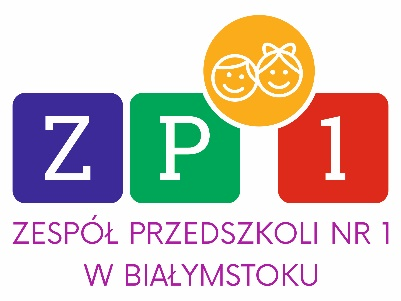 Z P 1
ZESPÓŁ PRZEDSZKOLI NR 1
W BIAŁYMSTOKU